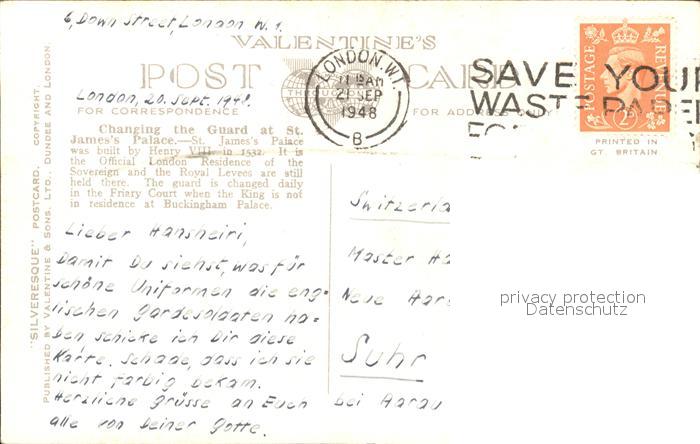 6, Down Street, London W. 1.
VALENTINE'S
POST CARD
London, 20. Sept. 1948.
FOR CORRESPONDENCE
FOR ADDRESS ONLY
LONDON. W.1.
11 15 AM
21 SEP
1948
B
SAVE YOUR
WASTE PAPER
POSTAGE
REVENUE
2D
PRINTED IN
GT. BRITAIN
Changing the Guard at St.
James's Palace.—St. James's Palace
was built by Henry VIII. in 1532. It is
the Official London Residence of the
Sovereign and the Royal Levees are still
held there. The guard is changed daily
in the Friary Court when the King is not
in residence at Buckingham Palace.
"SILVERESQUE" POSTCARD. COPYRIGHT.
PUBLISHED BY VALENTINE & SONS, LTD., DUNDEE AND LONDON
Lieber Hansheiri,
Damit Du siehst, was für
schöne Uniformen die eng=
lischen Gardesoldaten ha=
ben, schicke ich Dir diese
Karte. Schade, dass ich sie
nicht farbig bekam.
Herzliche Grüsse an Euch
alle von Deiner Gotte.
Switzerla
Master Ha
Neue Aar
Suhr
bei Aarau
privacy protection
Datenschutz